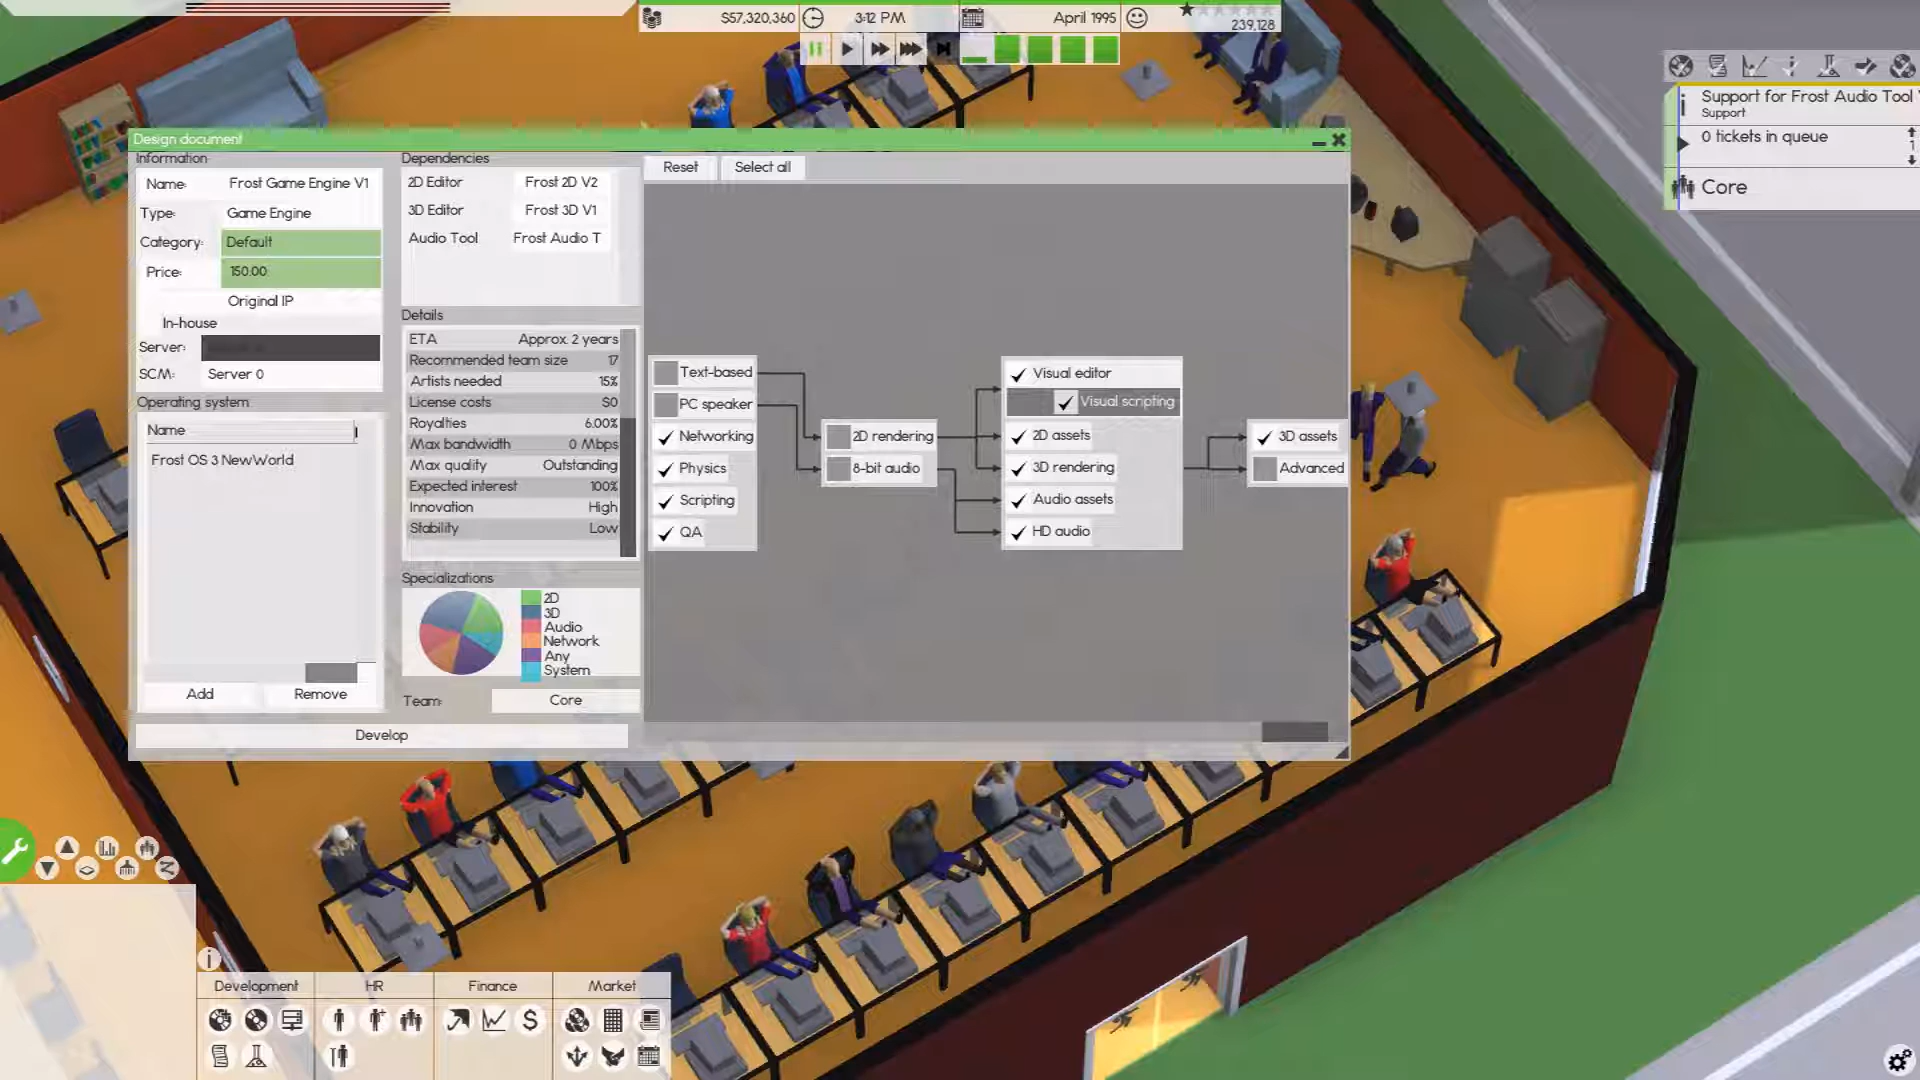 $57,320,360
3:12 PM
April 1995
239,128
Support for Frost Audio Tool
Support
0 tickets in queue
1
Core
Design document
Information
Name: Frost Game Engine V1
Type: Game Engine
Category: Default
Price: 150.00
Original IP
In-house
Server:
SCM: Server 0
Operating system
Name
Frost OS 3 NewWorld
Add
Remove
Develop
Dependencies
2D Editor Frost 2D V2
3D Editor Frost 3D V1
Audio Tool Frost Audio T
Details
ETA Approx. 2 years
Recommended team size 17
Artists needed 15%
License costs $0
Royalties 6.00%
Max bandwidth 0 Mbps
Max quality Outstanding
Expected interest 100%
Innovation High
Stability Low
Specializations
2D
3D
Audio
Network
Any
System
Team: Core
Reset
Select all
Text-based
PC speaker
Networking
Physics
Scripting
QA
2D rendering
8-bit audio
Visual editor
Visual scripting
2D assets
3D rendering
Audio assets
HD audio
3D assets
Advanced
Development
HR
Finance
Market